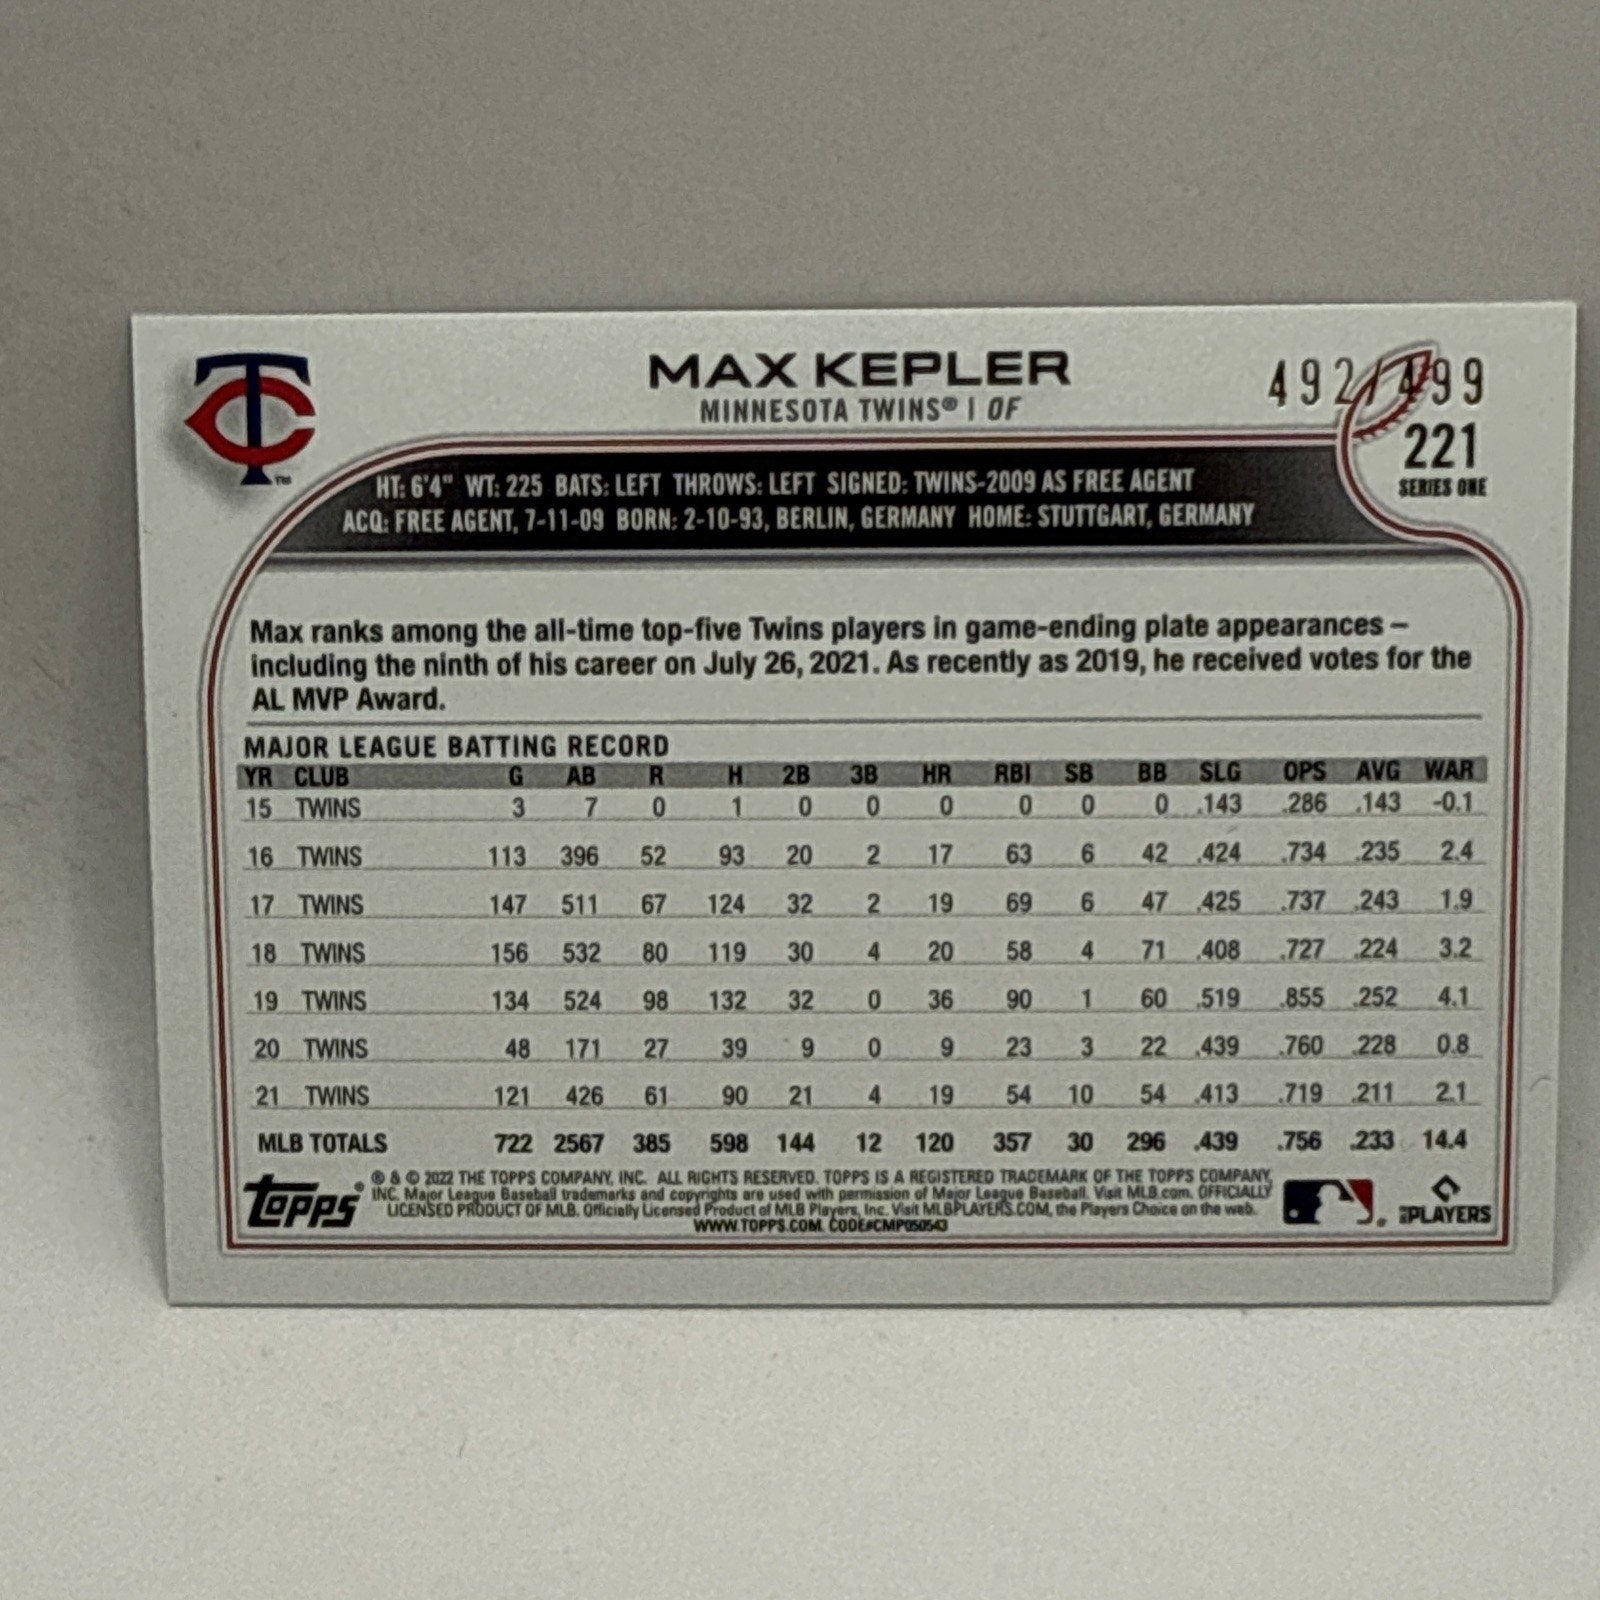 TC ™
MAX KEPLER
MINNESOTA TWINS® | OF
492/499
221
SERIES ONE
HT: 6'4" WT: 225 BATS: LEFT THROWS: LEFT SIGNED: TWINS-2009 AS FREE AGENT
ACQ: FREE AGENT, 7-11-09 BORN: 2-10-93, BERLIN, GERMANY HOME: STUTTGART, GERMANY
Max ranks among the all-time top-five Twins players in game-ending plate appearances –
including the ninth of his career on July 26, 2021. As recently as 2019, he received votes for the
AL MVP Award.
MAJOR LEAGUE BATTING RECORD
YR CLUB G AB R H 2B 3B HR RBI SB BB SLG OPS AVG WAR
15 TWINS 3 7 0 1 0 0 0 0 0 0 .143 .286 .143 -0.1
16 TWINS 113 396 52 93 20 2 17 63 6 42 .424 .734 .235 2.4
17 TWINS 147 511 67 124 32 2 19 69 6 47 .425 .737 .243 1.9
18 TWINS 156 532 80 119 30 4 20 58 4 71 .408 .727 .224 3.2
19 TWINS 134 524 98 132 32 0 36 90 1 60 .519 .855 .252 4.1
20 TWINS 48 171 27 39 9 0 9 23 3 22 .439 .760 .228 0.8
21 TWINS 121 426 61 90 21 4 19 54 10 54 .413 .719 .211 2.1
MLB TOTALS 722 2567 385 598 144 12 120 357 30 296 .439 .756 .233 14.4
topps®
® & © 2022 THE TOPPS COMPANY, INC. ALL RIGHTS RESERVED. TOPPS IS A REGISTERED TRADEMARK OF THE TOPPS COMPANY,
INC. Major League Baseball trademarks and copyrights are used with permission of Major League Baseball. Visit MLB.com. OFFICIALLY
LICENSED PRODUCT OF MLB. Officially Licensed Product of MLB Players, Inc. Visit MLBPLAYERS.COM, the Players Choice on the web.
WWW.TOPPS.COM. CODE#CMP050543
PLAYERS